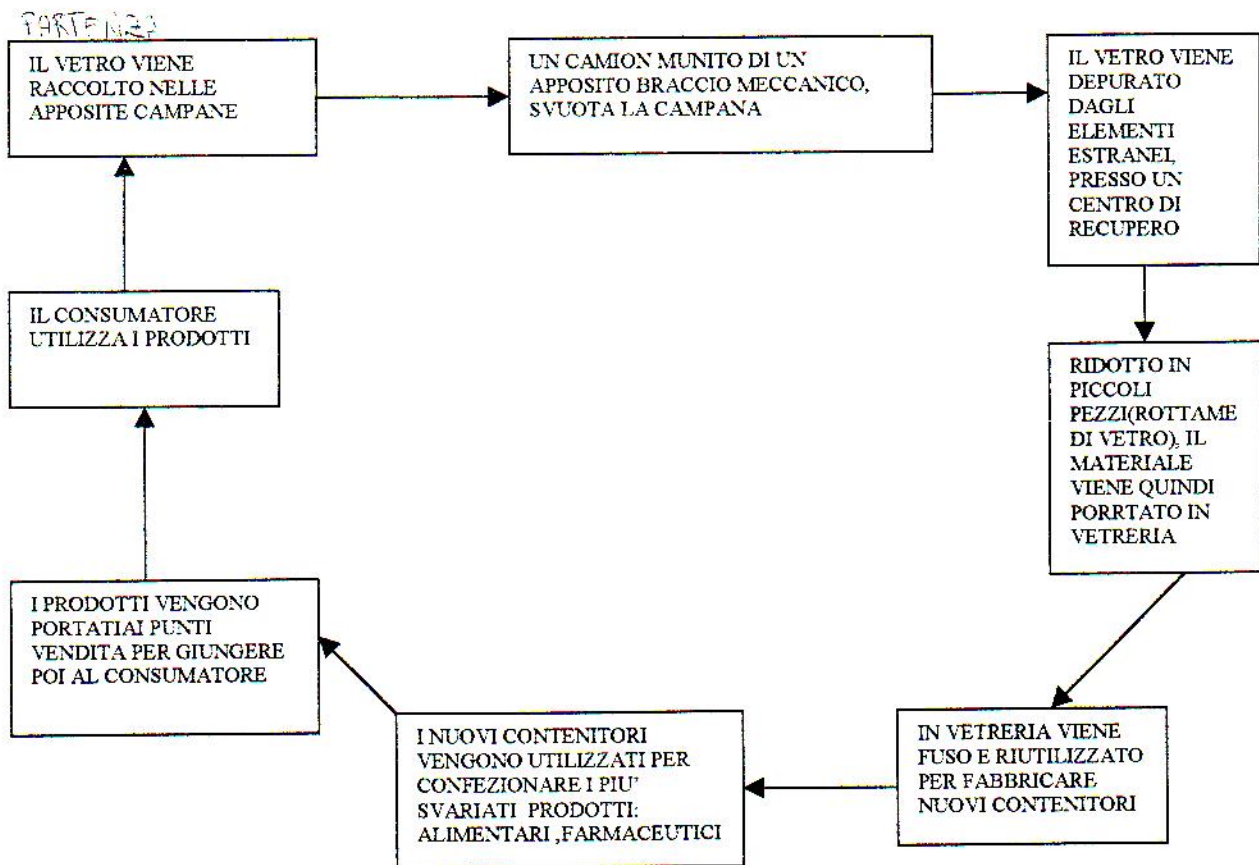 PARTENZA
IL VETRO VIENE
RACCOLTO NELLE
APPOSITE CAMPANE
UN CAMION MUNITO DI UN
APPOSITO BRACCIO MECCANICO,
SVUOTA LA CAMPANA
IL VETRO VIENE
DEPURATO
DAGLI
ELEMENTI
ESTRANEI,
PRESSO UN
CENTRO DI
RECUPERO
RIDOTTO IN
PICCOLI
PEZZI(ROTTAME
DI VETRO), IL
MATERIALE
VIENE QUINDI
PORRTATO IN
VETRERIA
IN VETRERIA VIENE
FUSO E RIUTILIZZATO
PER FABBRICARE
NUOVI CONTENITORI
I NUOVI CONTENITORI
VENGONO UTILIZZATI PER
CONFEZIONARE I PIU'
SVARIATI PRODOTTI:
ALIMENTARI ,FARMACEUTICI
I PRODOTTI VENGONO
PORTATIAI PUNTI
VENDITA PER GIUNGERE
POI AL CONSUMATORE
IL CONSUMATORE
UTILIZZA I PRODOTTI